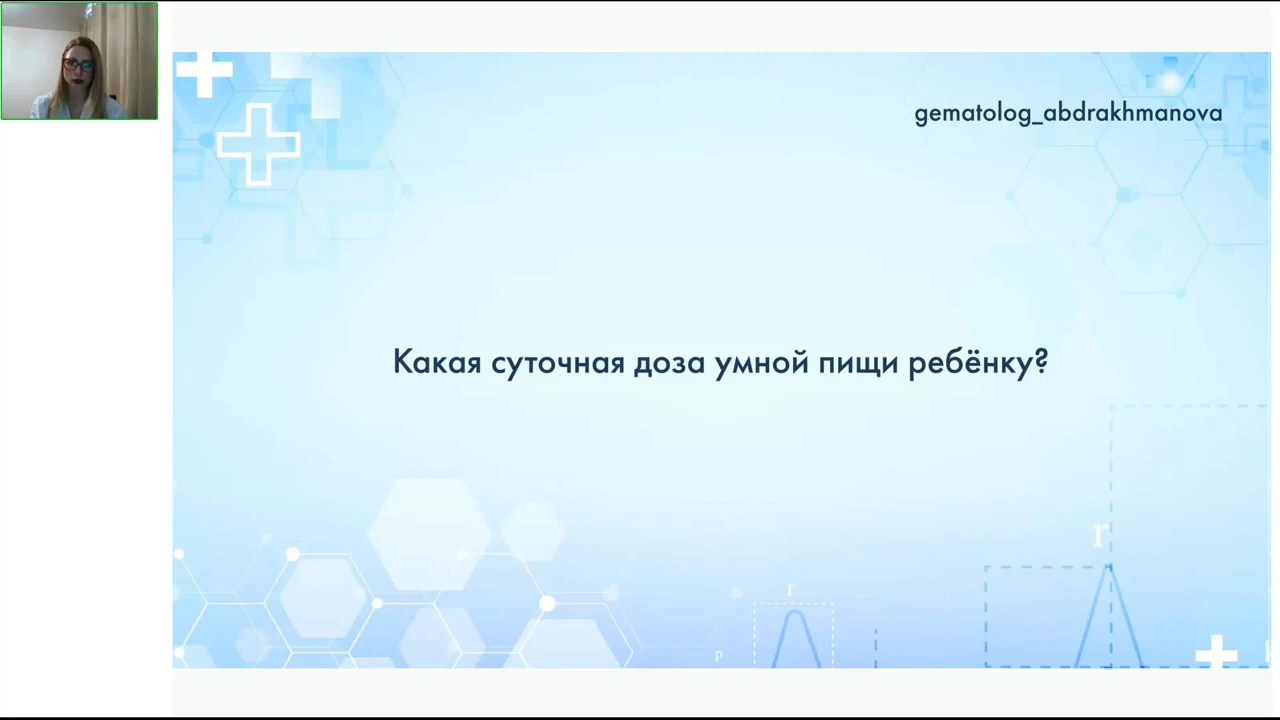 gematolog_abdrakhmanova
Какая суточная доза умной пищи ребёнку?
r
r
p